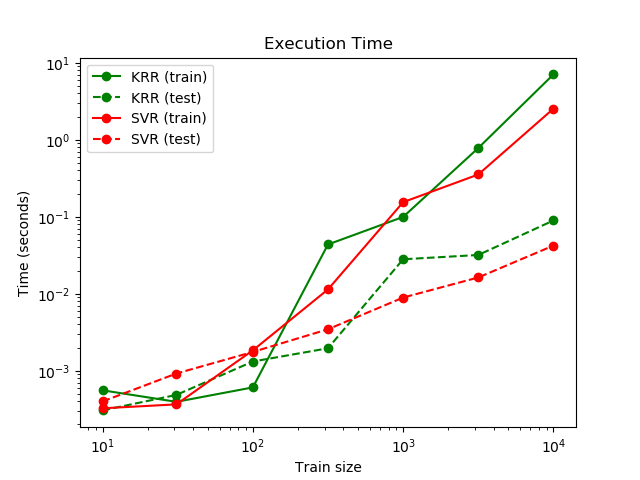 Execution Time
KRR (train)
KRR (test)
SVR (train)
SVR (test)
10¹
10⁰
10⁻¹
10⁻²
10⁻³
Time (seconds)
10¹ 10² 10³ 10⁴
Train size